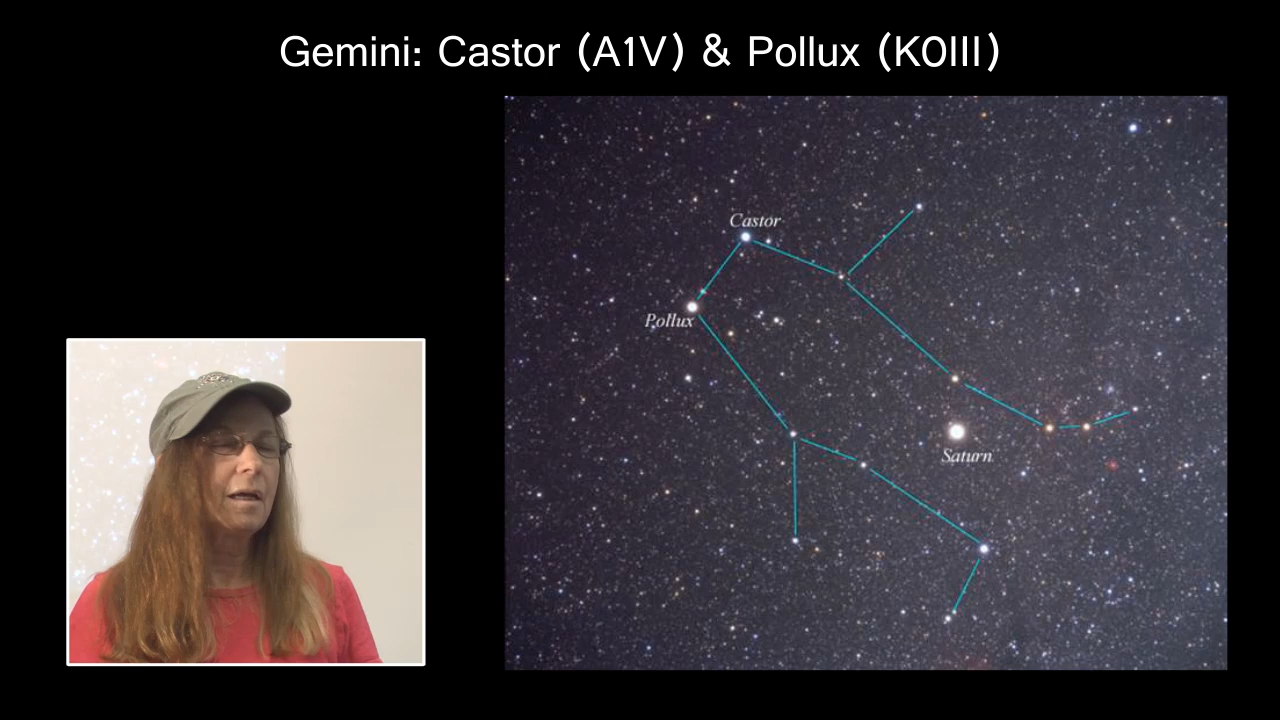 Gemini: Castor (A1V) & Pollux (K0III)
Castor
Pollux
Saturn